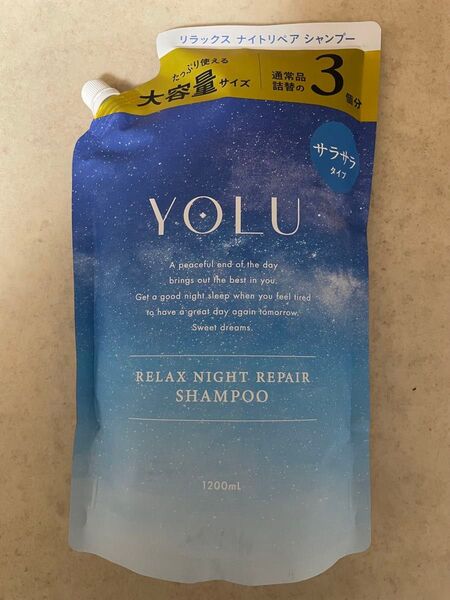 リラックス ナイトリペア シャンプー
たっぷり使える
大容量サイズ
通常品
詰替の
3個分
サラサラ
タイプ
YOLU
A peaceful end of the day
brings out the best in you.
Get a good night sleep when you feel tired
to have a great day again tomorrow.
Sweet dreams.
RELAX NIGHT REPAIR
SHAMPOO
1200mL